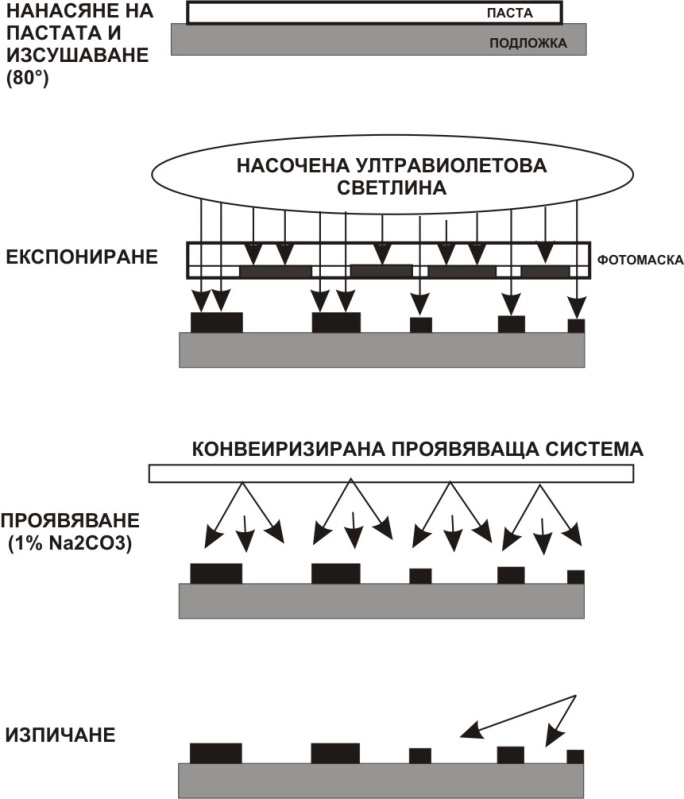 НАНАСЯНЕ НА
ПАСТАТА И
ИЗСУШАВАНЕ
(80°)
ПАСТА
ПОДЛОЖКА
НАСОЧЕНА УЛТРАВИОЛЕТОВА
СВЕТЛИНА
ЕКСПОНИРАНЕ
ФОТОМАСКА
КОНВЕИРИЗИРАНА ПРОЯВЯВАЩА СИСТЕМА
ПРОЯВЯВАНЕ
(1% Na2CO3)
ИЗПИЧАНЕ